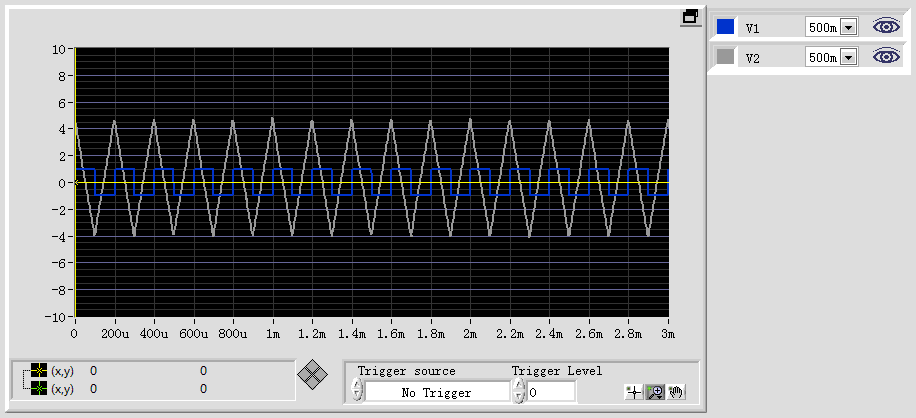 V1 500m
V2 500m
10
8
6
4
2
0
-2
-4
-6
-8
-10
0 200u 400u 600u 800u 1m 1.2m 1.4m 1.6m 1.8m 2m 2.2m 2.4m 2.6m 2.8m 3m
(x,y) 0 0
(x,y) 0 0
Trigger source Trigger Level
No Trigger 0